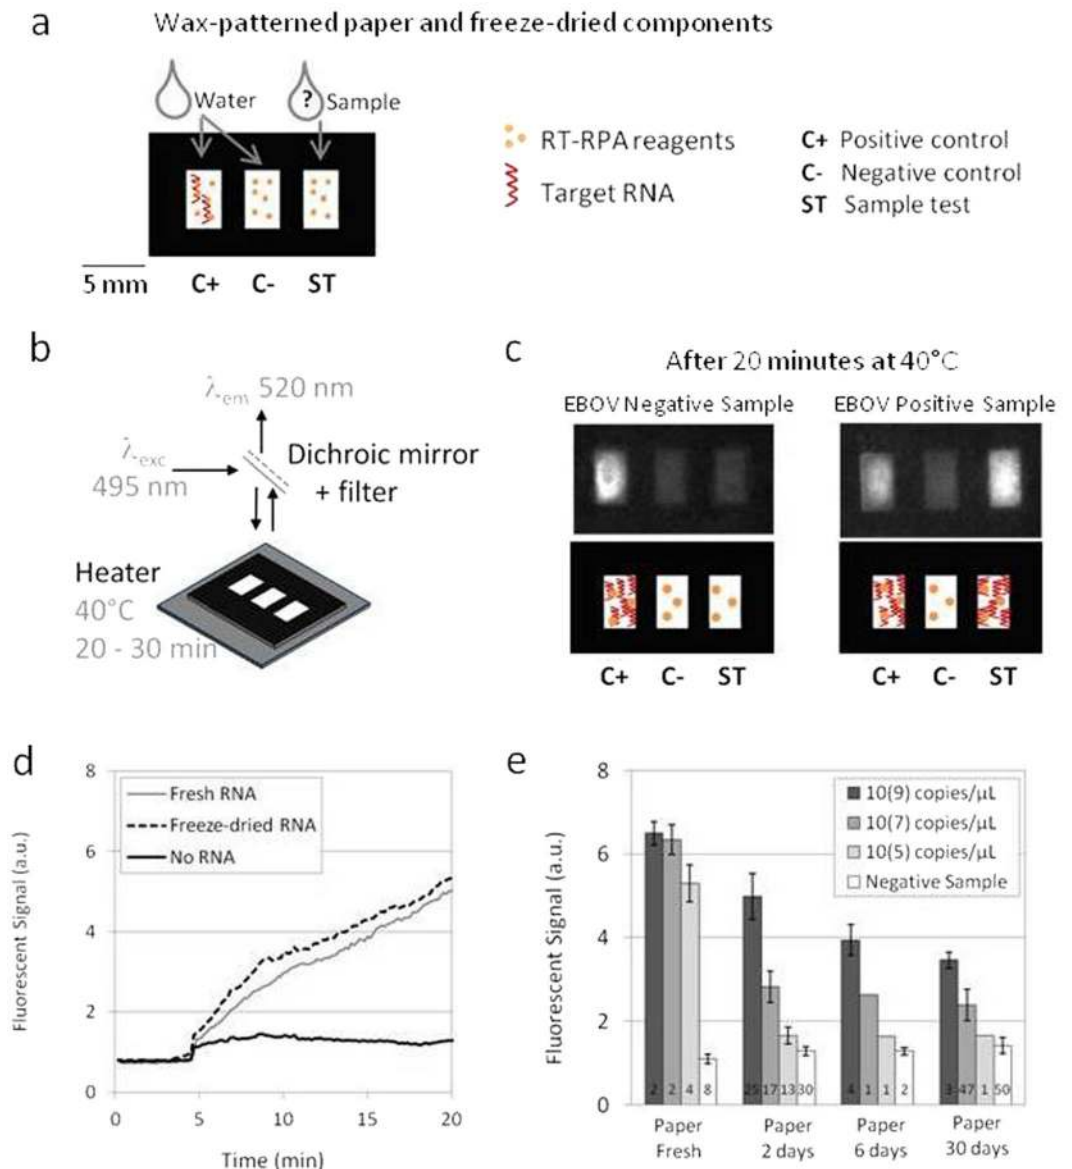 a
Wax-patterned paper and freeze-dried components
Water
?
Sample
RT-RPA reagents
Target RNA
C+ Positive control
C- Negative control
ST Sample test
5 mm
C+ C- ST
b
λem 520 nm
λexc
495 nm
Dichroic mirror
+ filter
Heater
40°C
20 - 30 min
c
After 20 minutes at 40°C
EBOV Negative Sample
EBOV Positive Sample
C+ C- ST
C+ C- ST
d
Fluorescent Signal (a.u.)
8
6
4
2
0
Fresh RNA
Freeze-dried RNA
No RNA
0 5 10 15 20
Time (min)
e
Fluorescent Signal (a.u.)
8
6
4
2
0
10(9) copies/µL
10(7) copies/µL
10(5) copies/µL
Negative Sample
2 2 4 8
25 17 13 30
4 1 1 2
3 47 1 50
Paper
Fresh
Paper
2 days
Paper
6 days
Paper
30 days